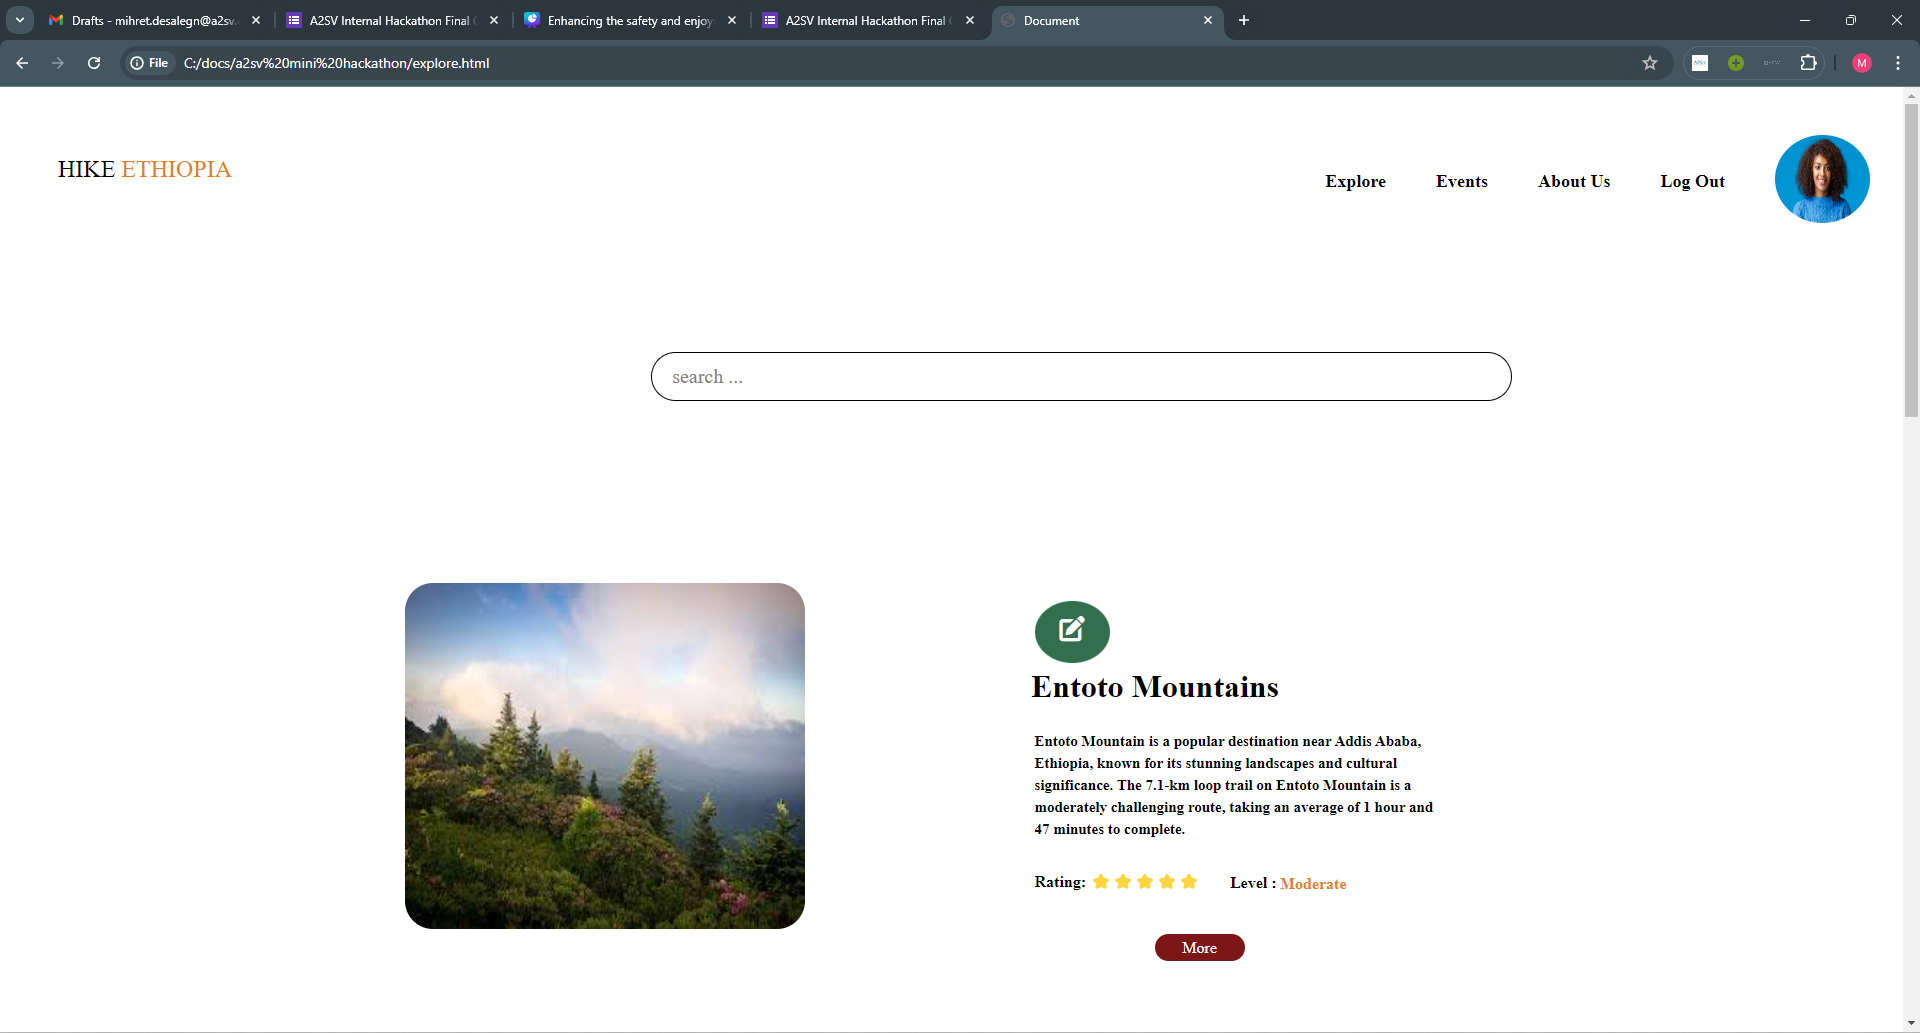 Drafts - mihret.desalegn@a2sv.
A2SV Internal Hackathon Final
Enhancing the safety and enjoy
A2SV Internal Hackathon Final
Document
File
C:/docs/a2sv%20mini%20hackathon/explore.html
M
HIKE ETHIOPIA
Explore
Events
About Us
Log Out
search ...
Entoto Mountains
Entoto Mountain is a popular destination near Addis Ababa,
Ethiopia, known for its stunning landscapes and cultural
significance. The 7.1-km loop trail on Entoto Mountain is a
moderately challenging route, taking an average of 1 hour and
47 minutes to complete.
Rating:
Level : Moderate
More